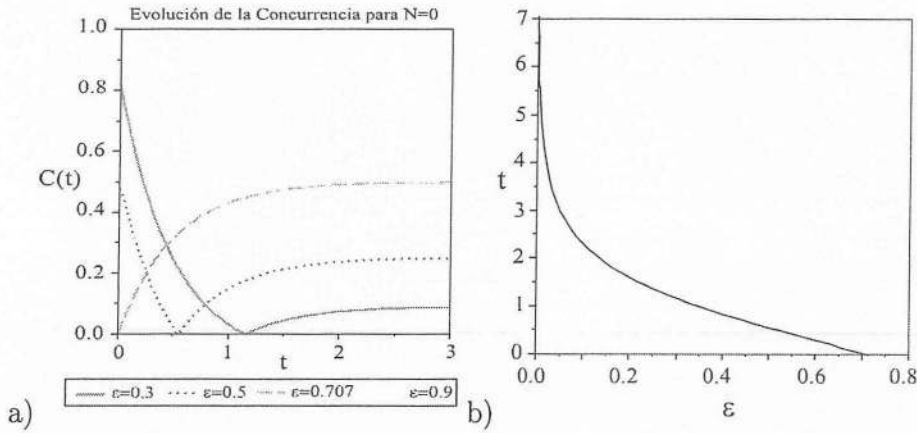 Evolución de la Concurrencia para N=0
1.0
0.8
0.6
C(t)
0.4
0.2
0.0
0
1
2
3
t
ε=0.3 ε=0.5 ε=0.707 ε=0.9
a)
7
6
5
t
4
3
2
1
0
0.0
0.2
0.4
0.6
0.8
ε
b)